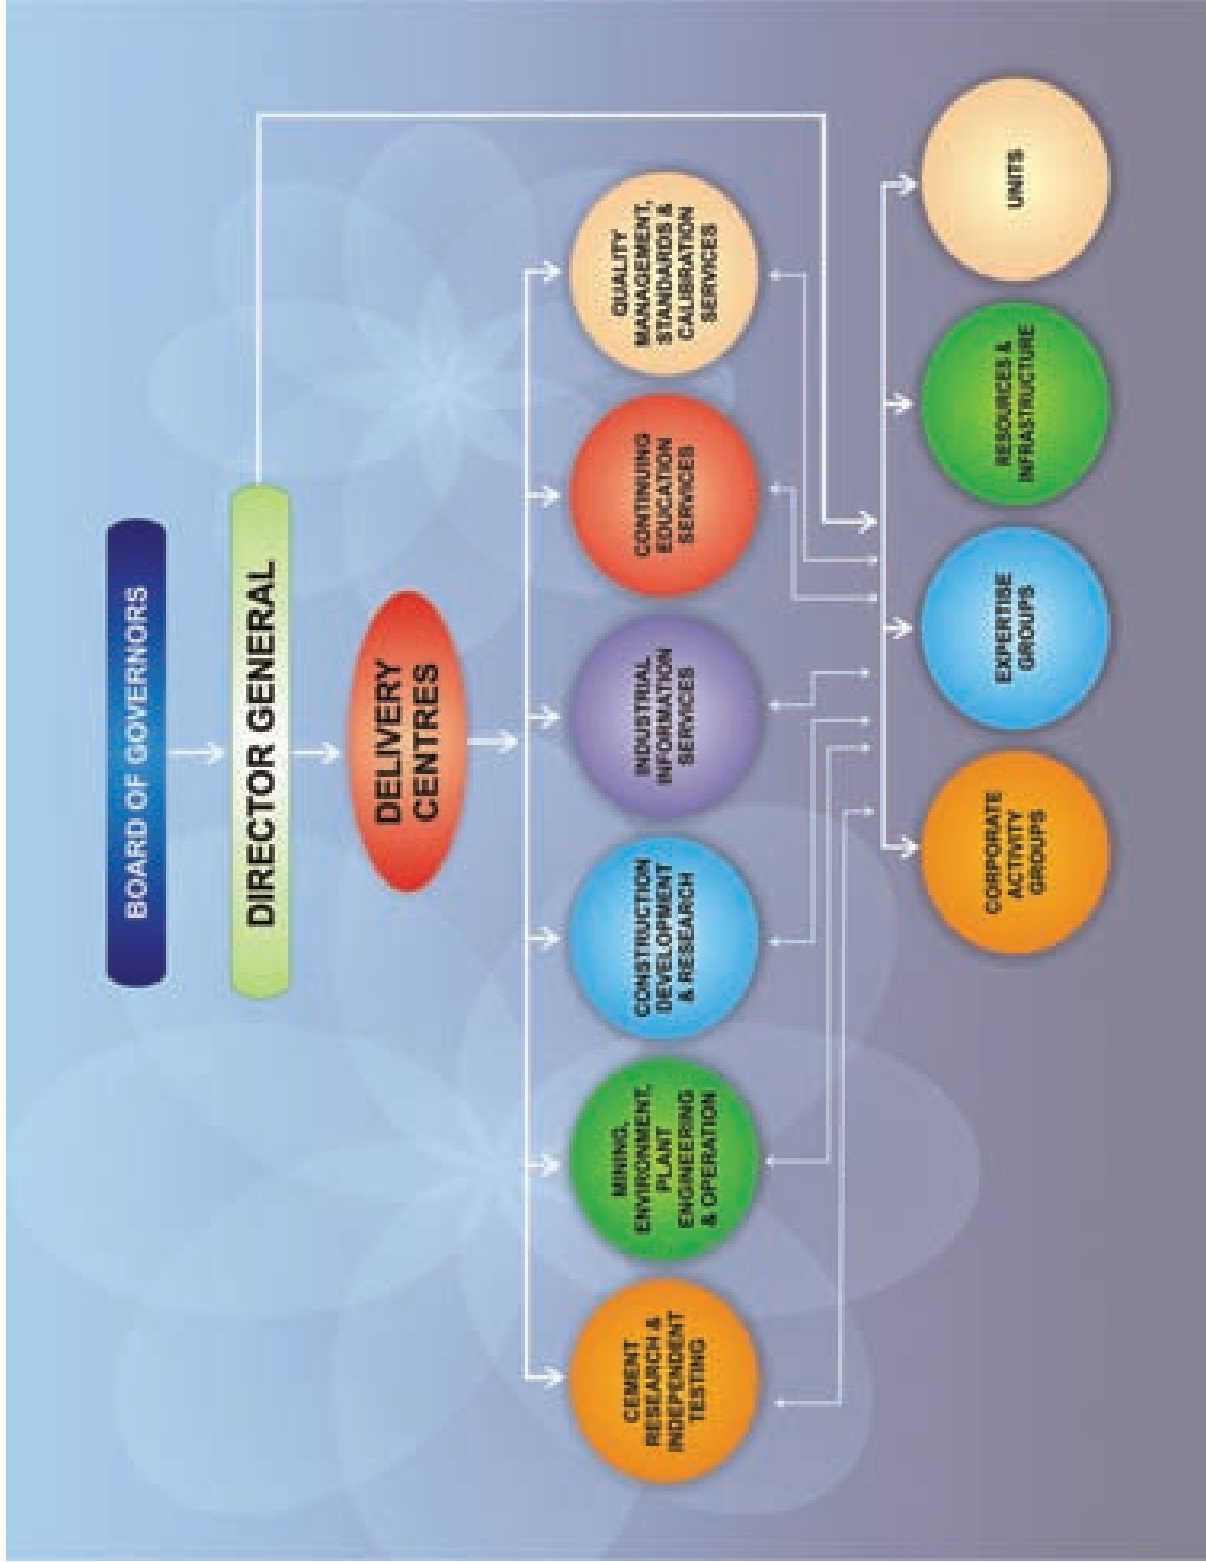 BOARD OF GOVERNORS
DIRECTOR GENERAL
DELIVERY
CENTRES
CEMENT
RESEARCH &
INDEPENDENT
TESTING
MINING,
ENVIRONMENT,
PLANT
ENGINEERING
& OPERATION
CONSTRUCTION
DEVELOPMENT
& RESEARCH
INDUSTRIAL
INFORMATION
SERVICES
CONTINUING
EDUCATION
SERVICES
QUALITY
MANAGEMENT,
STANDARDS &
CALIBRATION
SERVICES
CORPORATE
ACTIVITY
GROUPS
EXPERTISE
GROUPS
RESOURCES &
INFRASTRUCTURE
UNITS